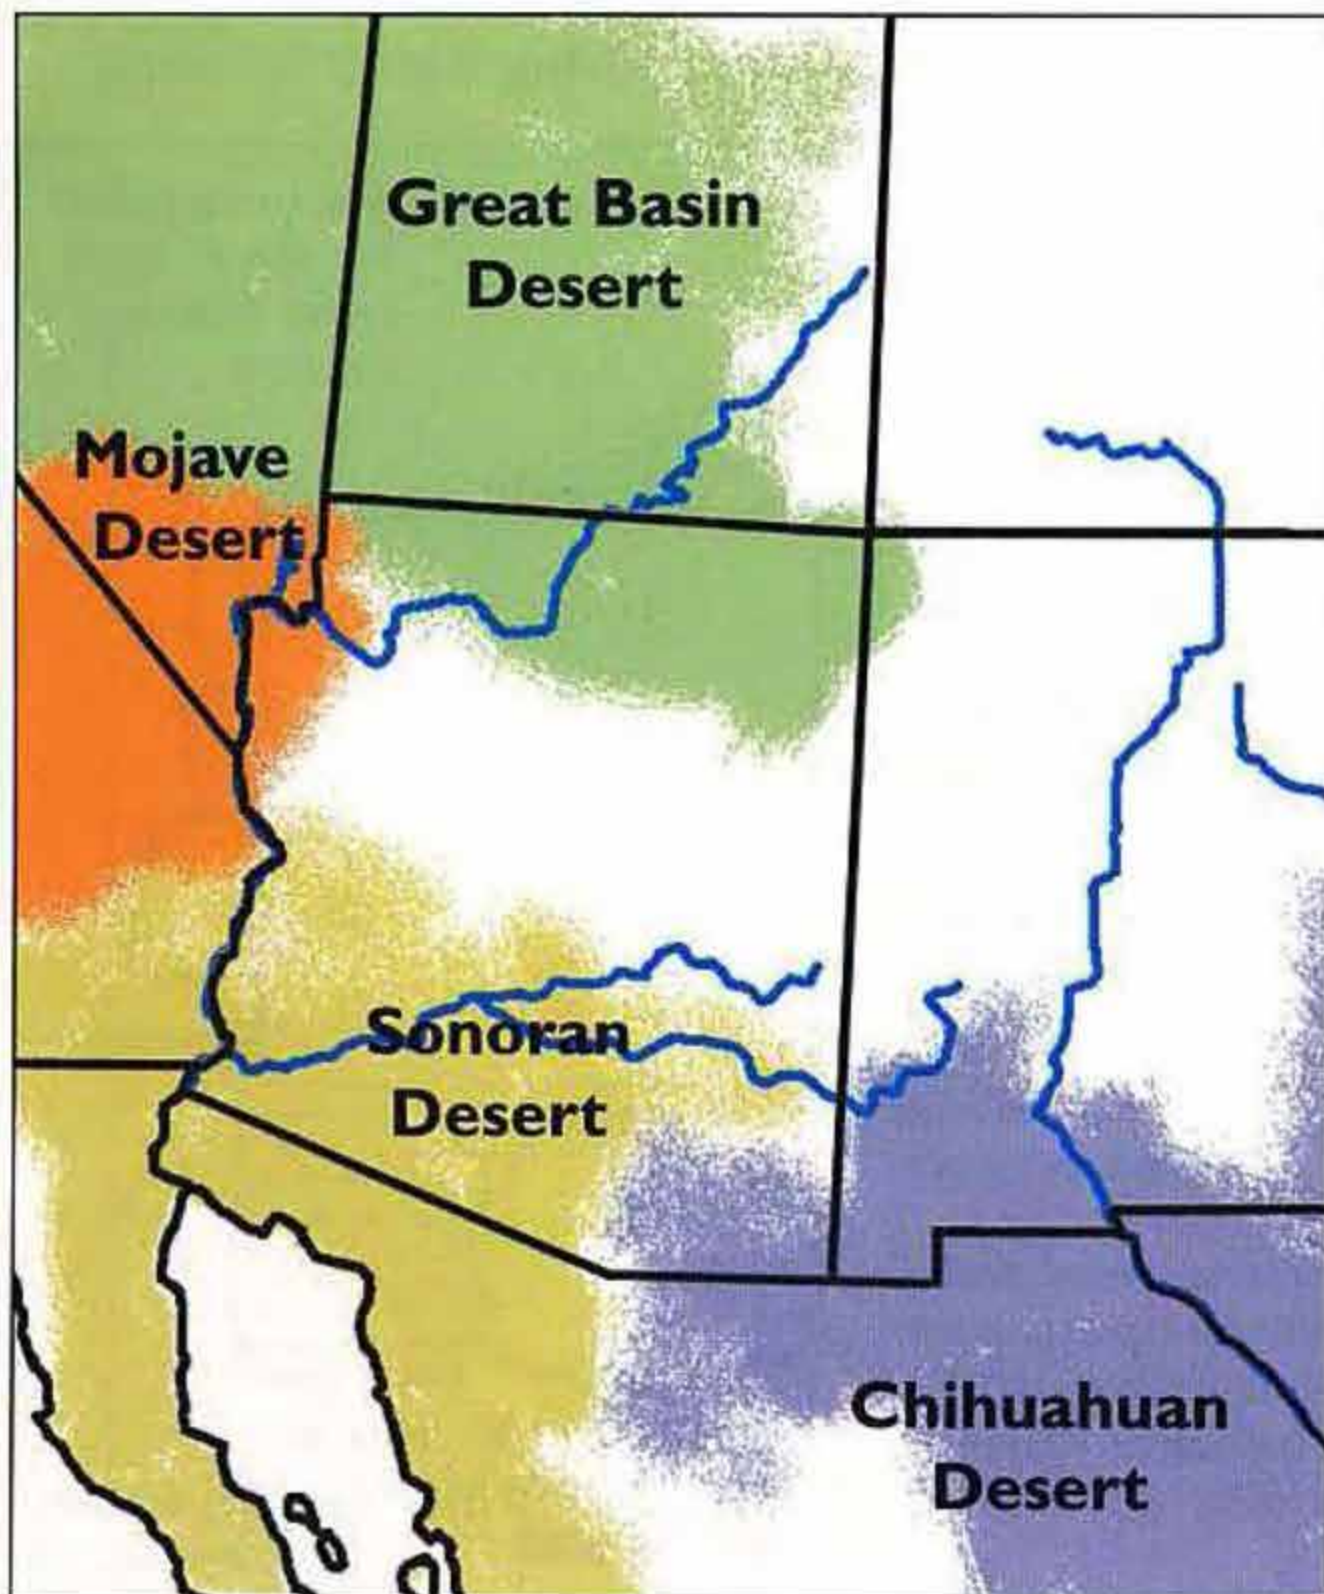 Great Basin
Desert
Mojave
Desert
Sonoran
Desert
Chihuahuan
Desert